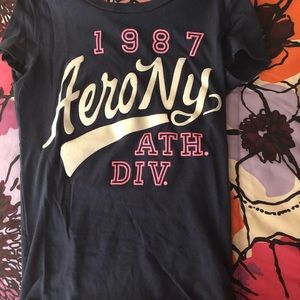 1987
AeroNy
ATH.
DIV.